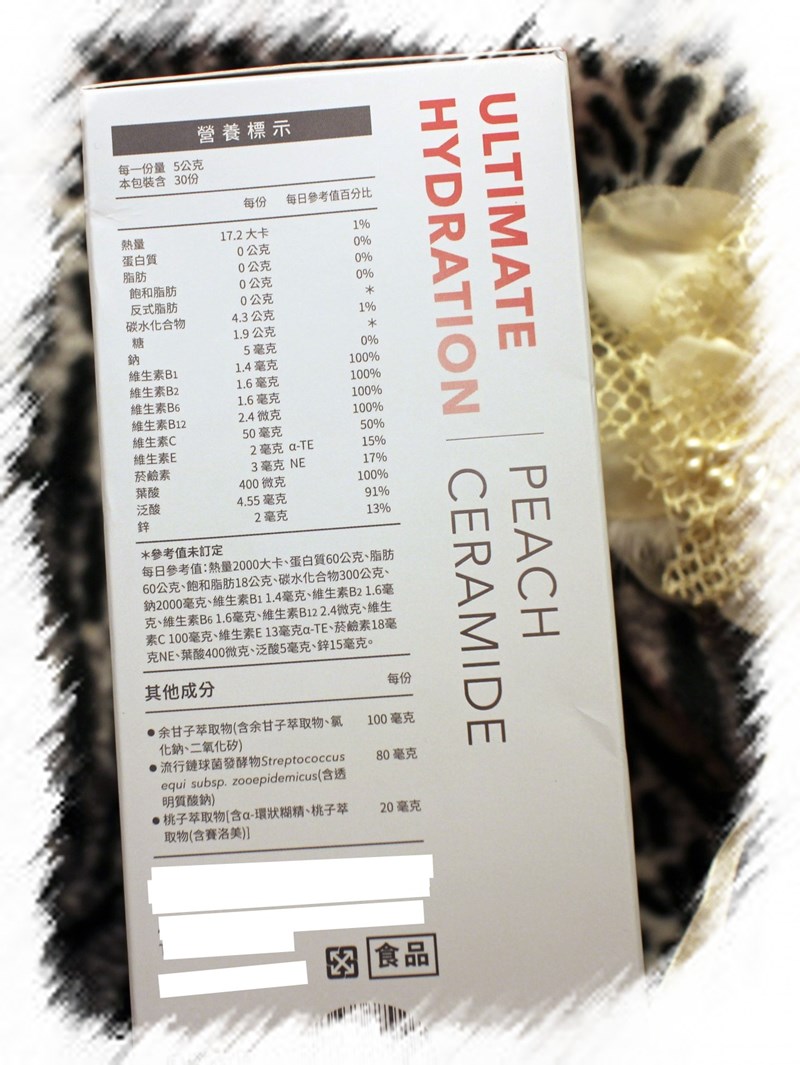 營養標示
每一份量 5公克
本包裝含 30份
每份 每日參考值百分比
熱量 17.2 大卡 1%
蛋白質 0 公克 0%
脂肪 0 公克 0%
飽和脂肪 0 公克 0%
反式脂肪 0 公克 *
碳水化合物 4.3 公克 1%
糖 1.9 公克 *
鈉 5 毫克 0%
維生素B1 1.4 毫克 100%
維生素B2 1.6 毫克 100%
維生素B6 1.6 毫克 100%
維生素B12 2.4 微克 100%
維生素C 50 毫克 50%
維生素E 2 毫克 α-TE 15%
菸鹼素 3 毫克 NE 17%
葉酸 400 微克 100%
泛酸 4.55 毫克 91%
鋅 2 毫克 13%
*參考值未訂定
每日參考值:熱量2000大卡、蛋白質60公克、脂肪
60公克、飽和脂肪18公克、碳水化合物300公克、
鈉2000毫克、維生素B1 1.4毫克、維生素B2 1.6毫
克、維生素B6 1.6毫克、維生素B12 2.4微克、維生
素C 100毫克、維生素E 13毫克α-TE、菸鹼素18毫
克NE、葉酸400微克、泛酸5毫克、鋅15毫克。
其他成分 每份
●余甘子萃取物(含余甘子萃取物、氯 100 毫克
化鈉、二氧化矽)
●流行鏈球菌發酵物Streptococcus 80 毫克
equi subsp. zooepidemicus(含透
明質酸鈉)
●桃子萃取物[含α-環狀糊精、桃子萃 20 毫克
取物(含賽洛美)]
食品
ULTIMATE
HYDRATION
PEACH
CERAMIDE